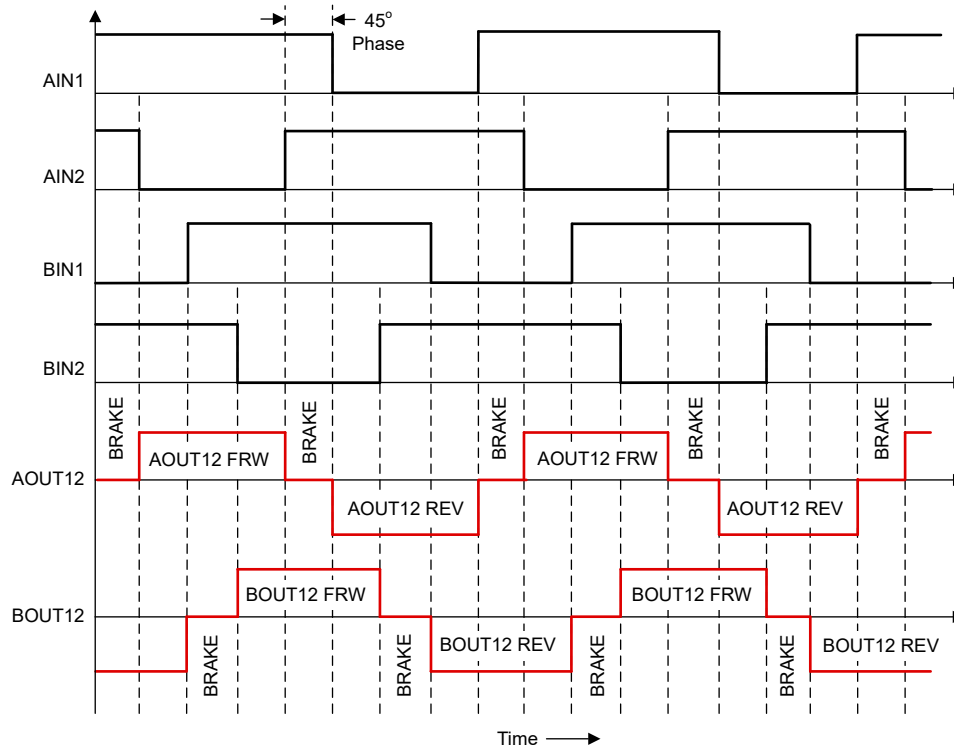 45°
Phase
AIN1
AIN2
BIN1
BIN2
BRAKE BRAKE BRAKE BRAKE BRAKE
AOUT12 FRW AOUT12 FRW
AOUT12
AOUT12 REV AOUT12 REV
BOUT12 FRW BOUT12 FRW
BOUT12
BOUT12 REV BOUT12 REV
BRAKE BRAKE BRAKE BRAKE
Time